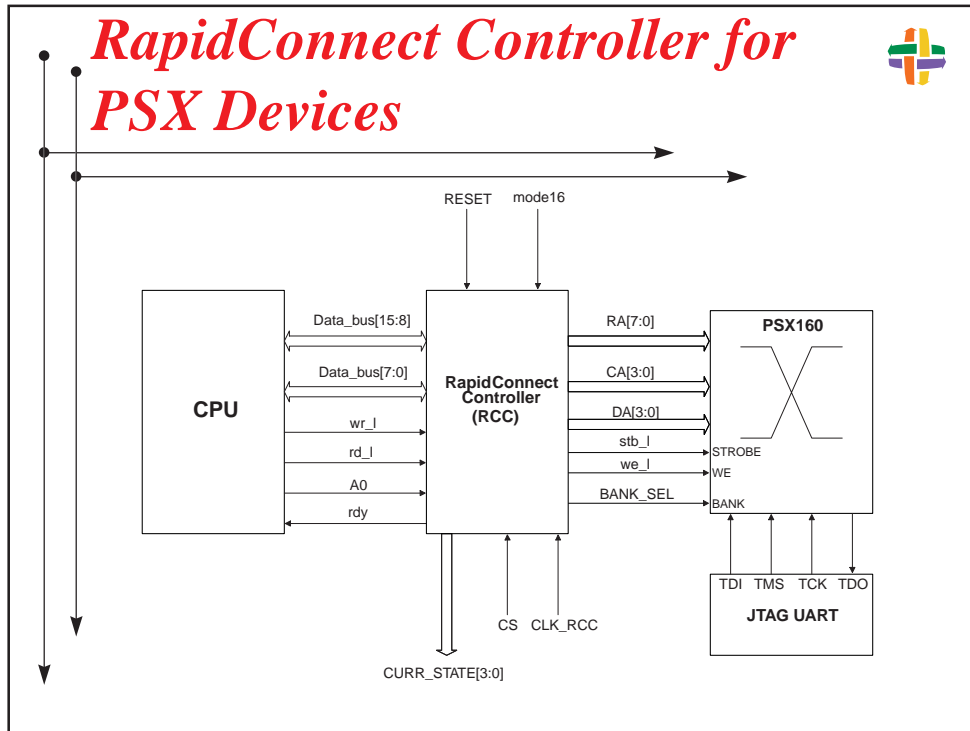 RapidConnect Controller for
PSX Devices
RESET
mode16
Data_bus[15:8]
RA[7:0]
PSX160
Data_bus[7:0]
CA[3:0]
RapidConnect
Controller
(RCC)
CPU
DA[3:0]
wr_l
stb_l
STROBE
rd_l
we_l
WE
A0
BANK_SEL
BANK
rdy
TDI
TMS
TCK
TDO
JTAG UART
CS
CLK_RCC
CURR_STATE[3:0]